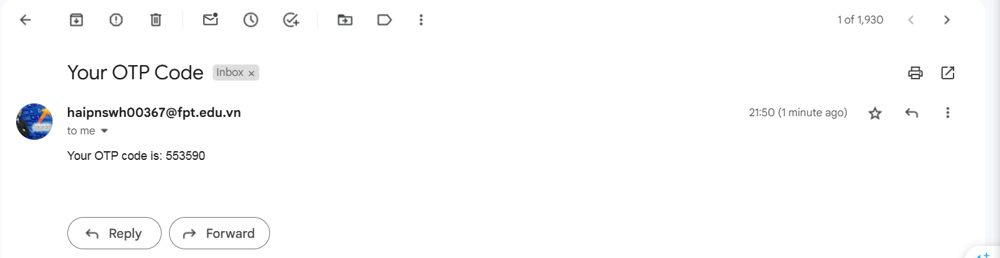 1 of 1,930
Your OTP Code Inbox ×
haipnswh00367@fpt.edu.vn 21:50 (1 minute ago)
to me
Your OTP code is: 553590
Reply Forward